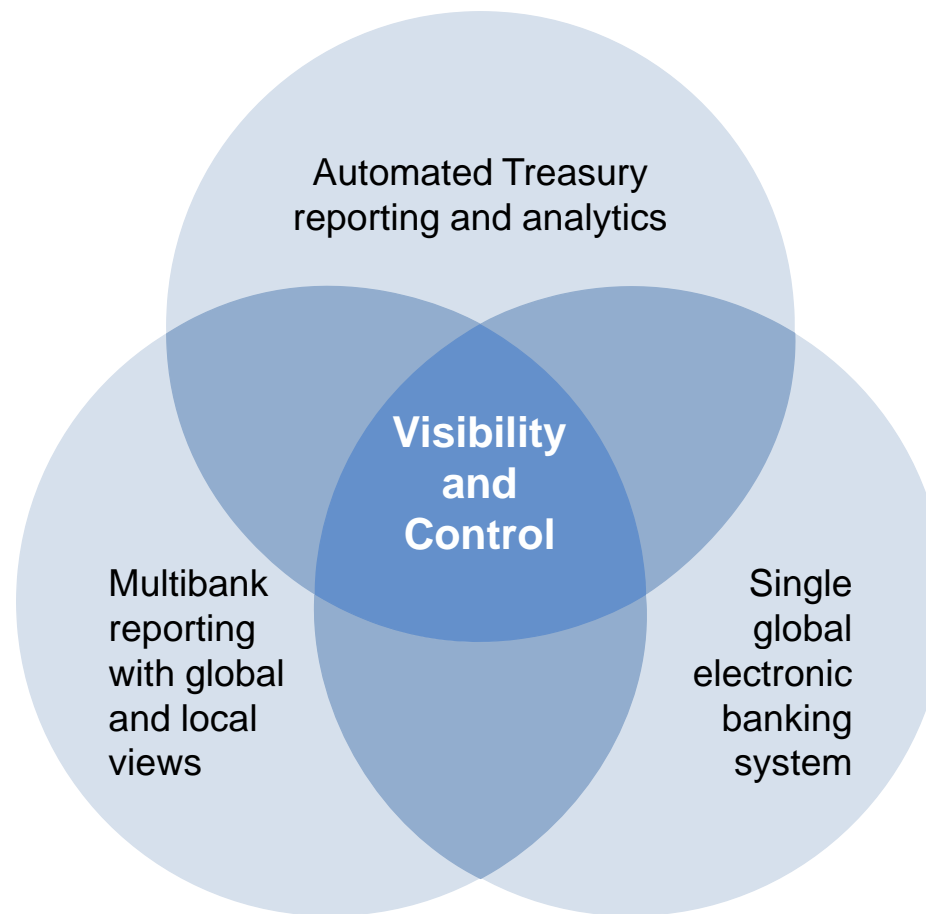 Automated Treasury
reporting and analytics
Visibility
and
Control
Multibank
reporting
with global
and local
views
Single
global
electronic
banking
system